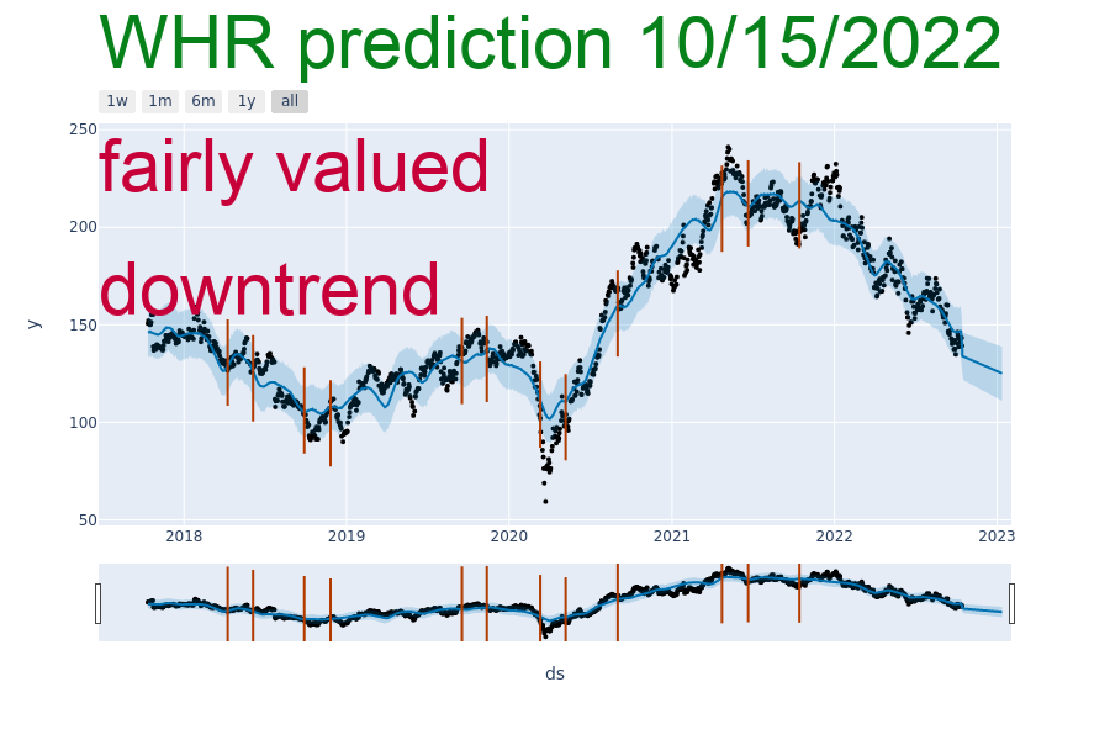 WHR prediction 10/15/2022
1w 1m 6m 1y all
250
fairly valued
200
downtrend
150
y
100
50
2018 2019 2020 2021 2022 2023
ds